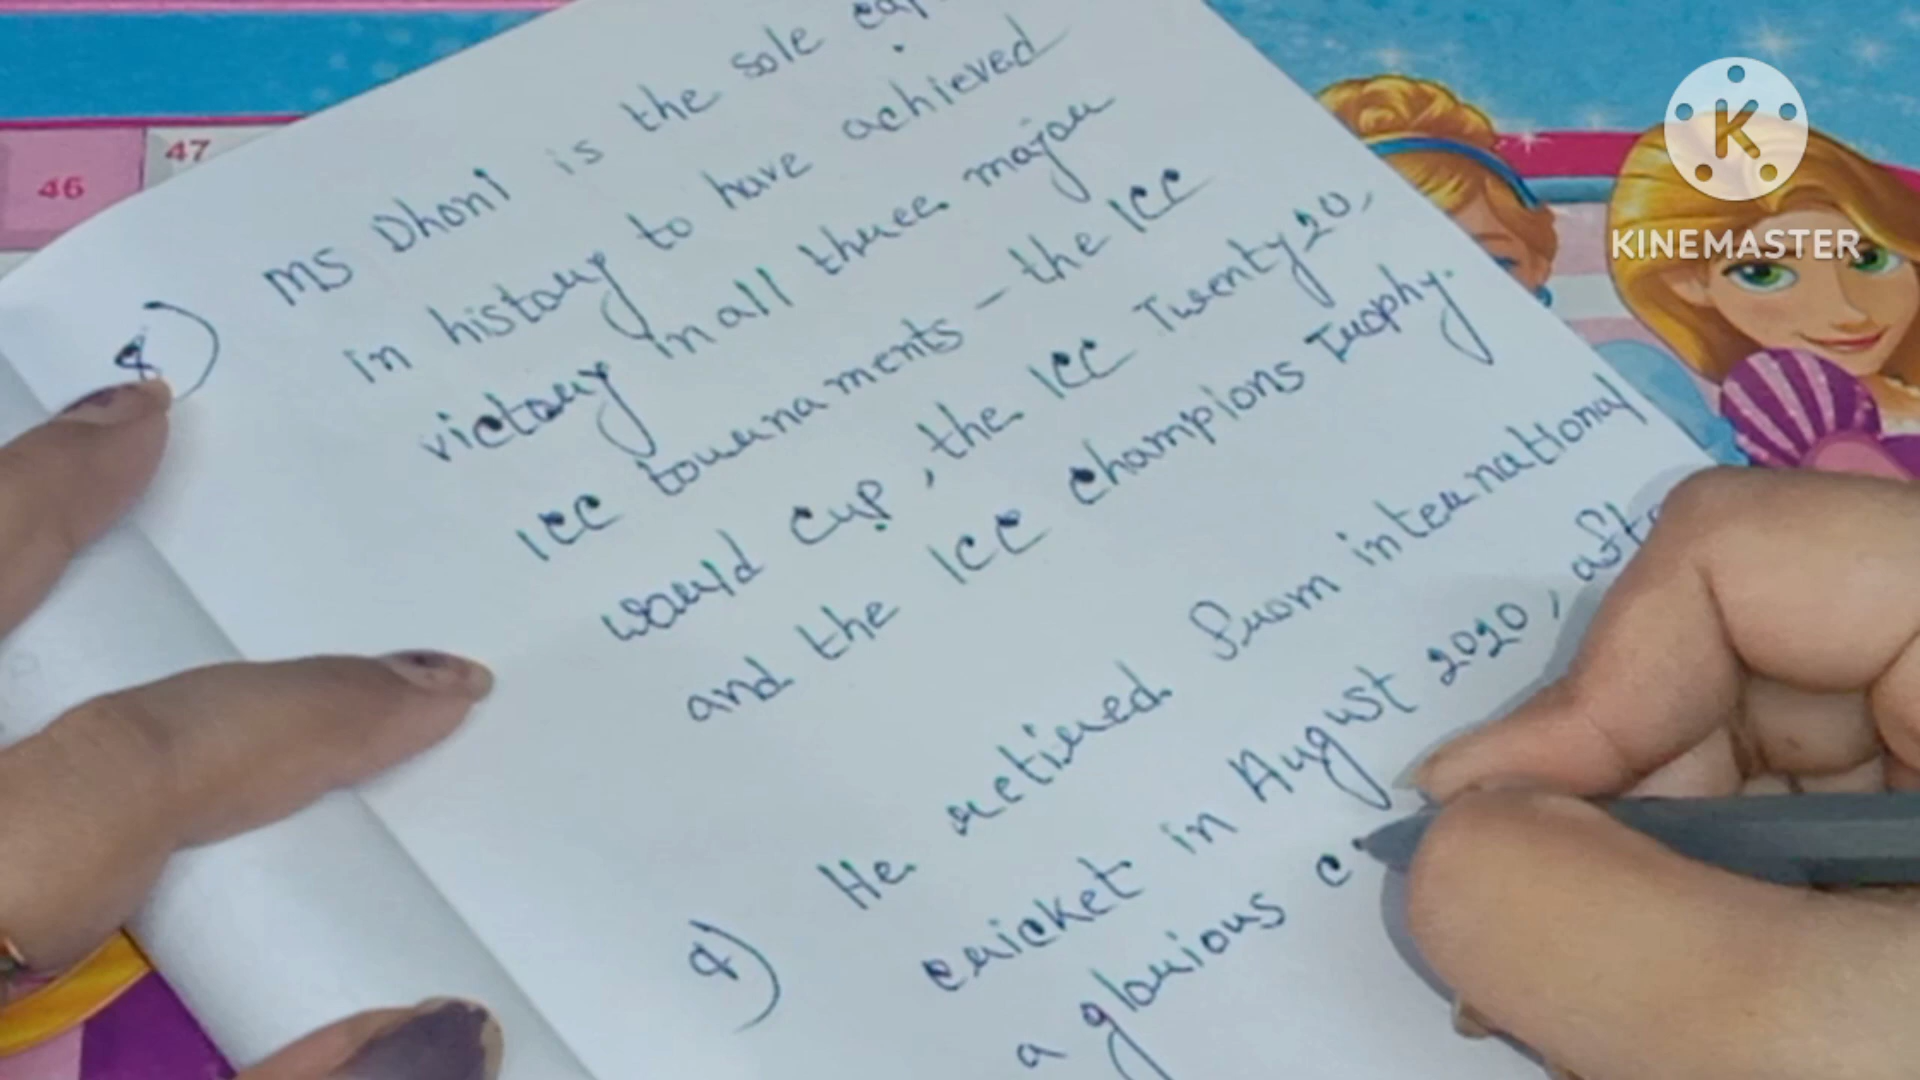 46
47
KINEMASTER
8) MS Dhoni is the sole
in history to have achieved
victory in all three major
ICC tournaments - the ICC
World Cup, the ICC Twenty20,
and the ICC Champions Trophy.
9) He retired from international
cricket in August 2020,
a glorious